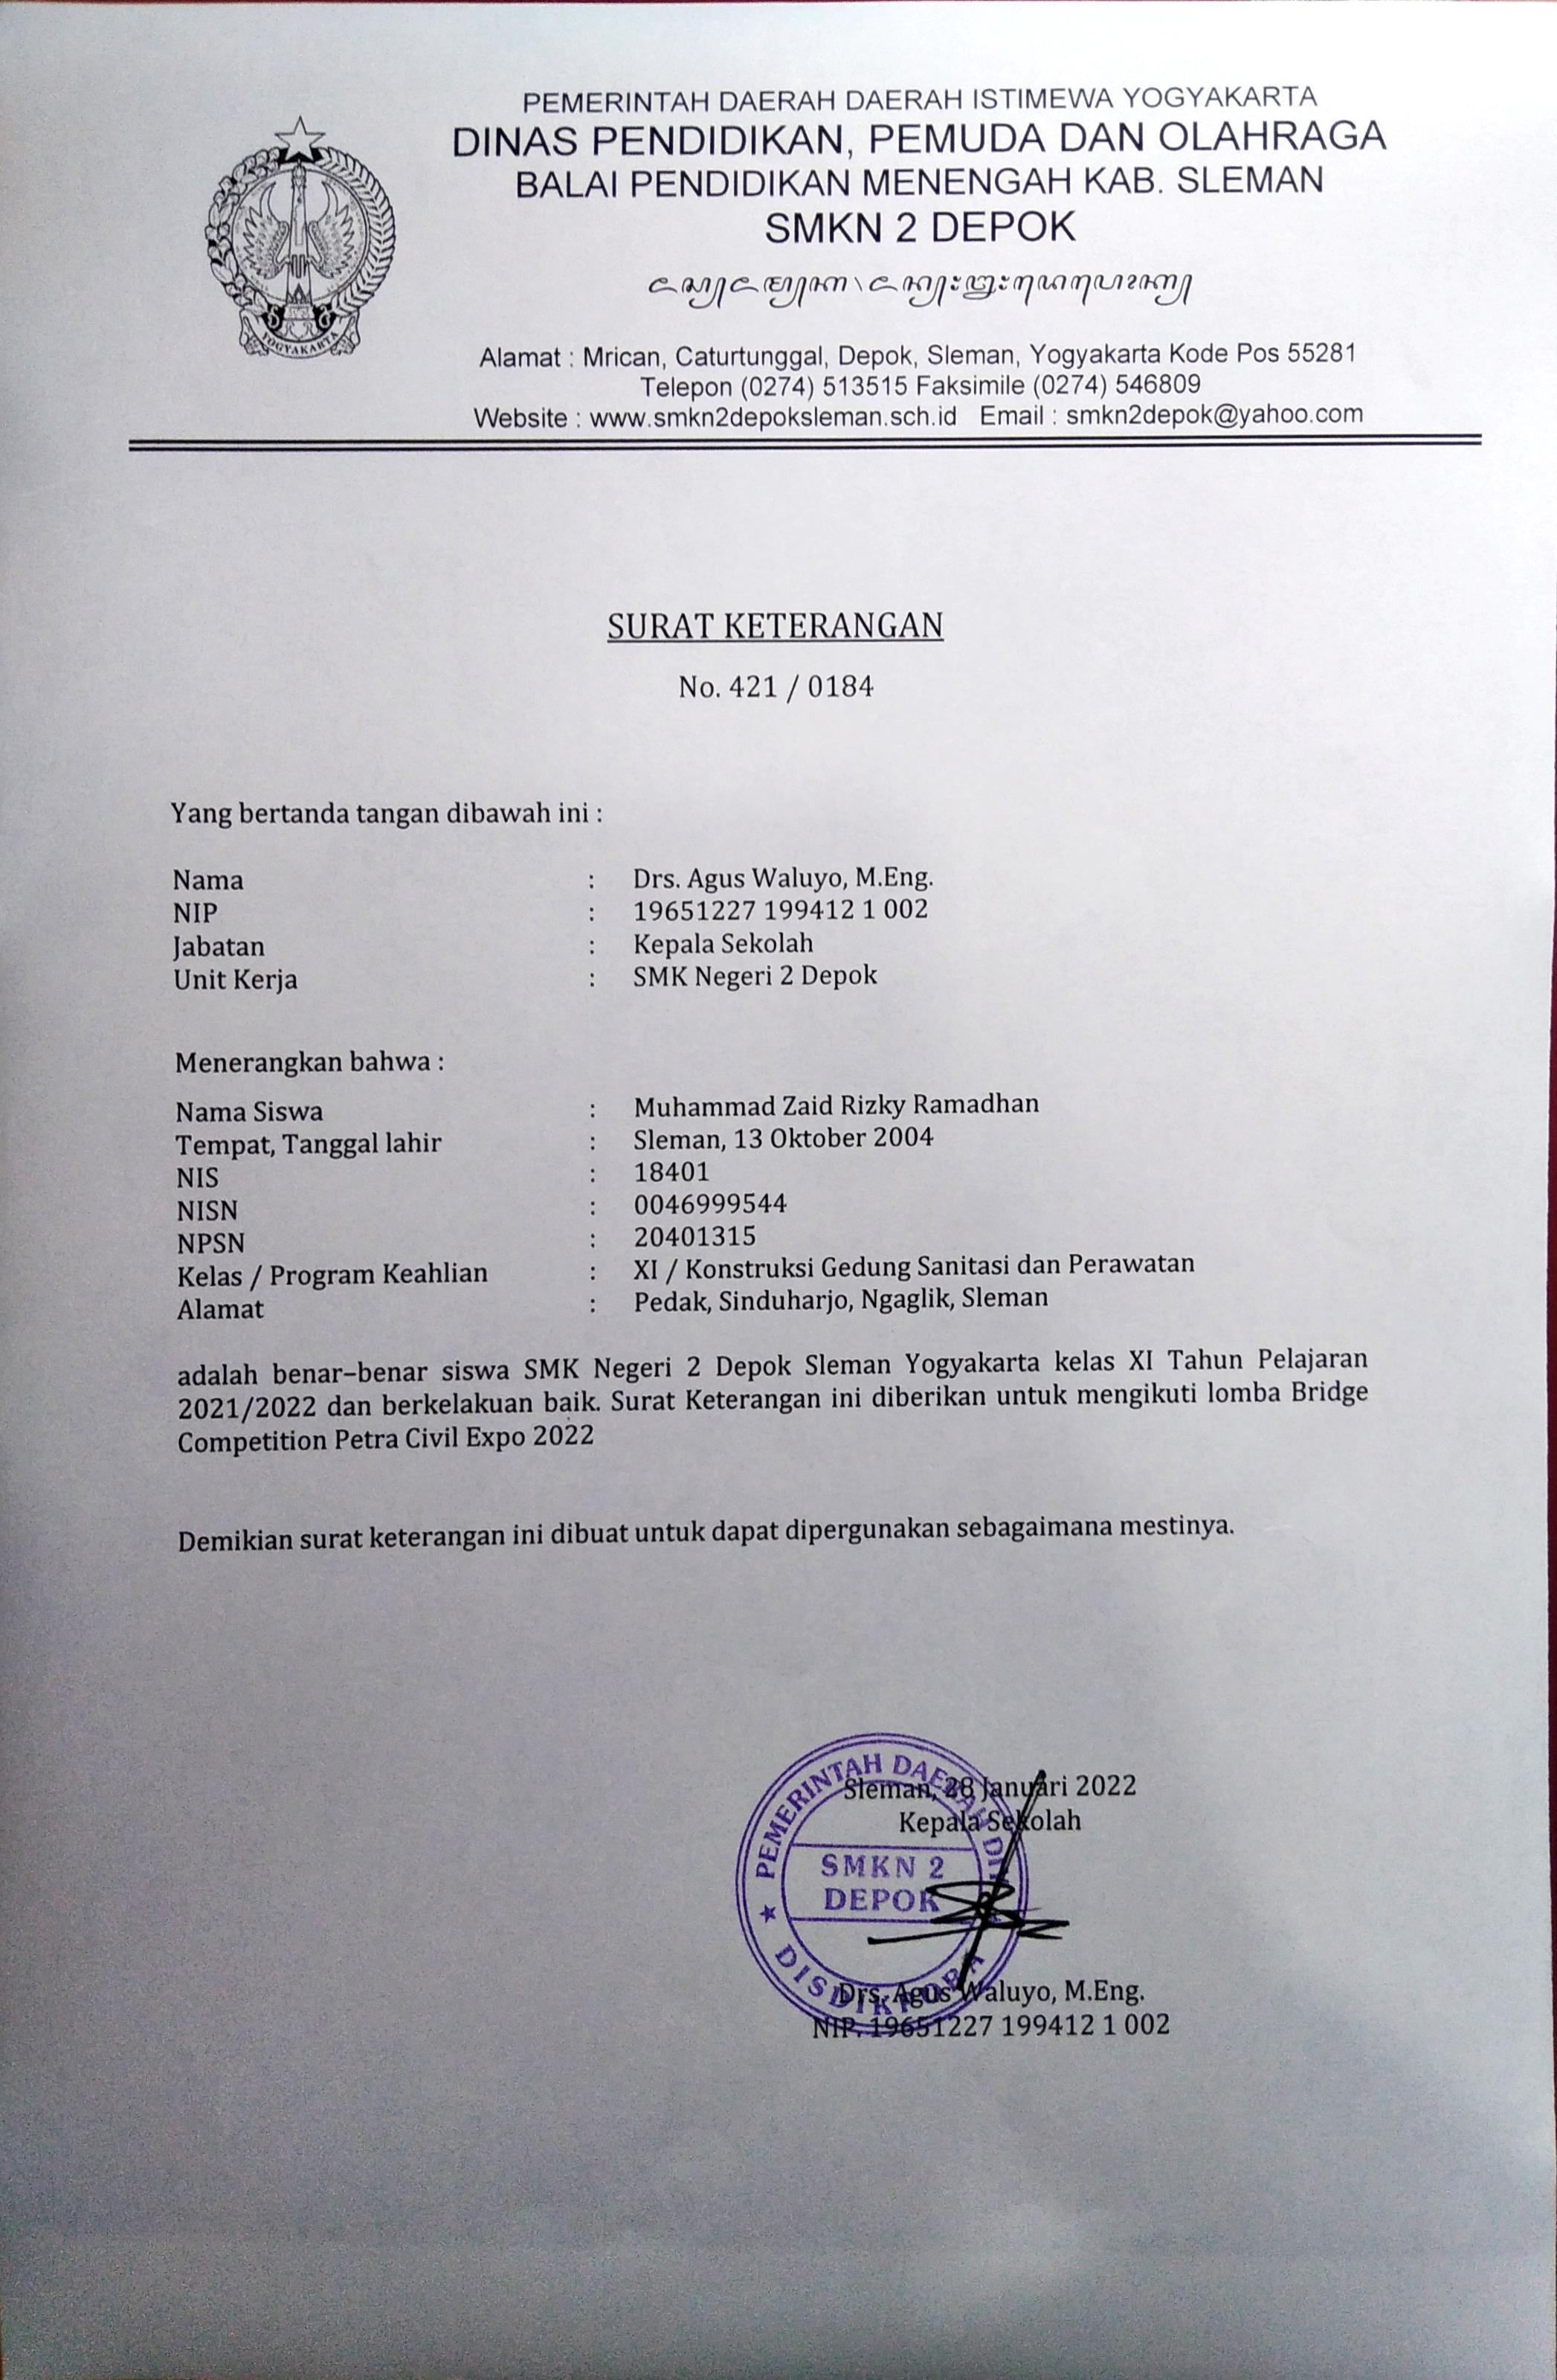 PEMERINTAH DAERAH DAERAH ISTIMEWA YOGYAKARTA
DINAS PENDIDIKAN, PEMUDA DAN OLAHRAGA
BALAI PENDIDIKAN MENENGAH KAB. SLEMAN
SMKN 2 DEPOK
YOGYAKARTA
Alamat : Mrican, Caturtunggal, Depok, Sleman, Yogyakarta Kode Pos 55281
Telepon (0274) 513515 Faksimile (0274) 546809
Website : www.smkn2depoksleman.sch.id Email : smkn2depok@yahoo.com
SURAT KETERANGAN
No. 421 / 0184
Yang bertanda tangan dibawah ini :
Nama : Drs. Agus Waluyo, M.Eng.
NIP : 19651227 199412 1 002
Jabatan : Kepala Sekolah
Unit Kerja : SMK Negeri 2 Depok
Menerangkan bahwa :
Nama Siswa : Muhammad Zaid Rizky Ramadhan
Tempat, Tanggal lahir : Sleman, 13 Oktober 2004
NIS : 18401
NISN : 0046999544
NPSN : 20401315
Kelas / Program Keahlian : XI / Konstruksi Gedung Sanitasi dan Perawatan
Alamat : Pedak, Sinduharjo, Ngaglik, Sleman
adalah benar–benar siswa SMK Negeri 2 Depok Sleman Yogyakarta kelas XI Tahun Pelajaran
2021/2022 dan berkelakuan baik. Surat Keterangan ini diberikan untuk mengikuti lomba Bridge
Competition Petra Civil Expo 2022
Demikian surat keterangan ini dibuat untuk dapat dipergunakan sebagaimana mestinya.
Sleman, 28 Januari 2022
Kepala Sekolah
PEMERINTAH DAERAH DIY
SMKN 2
DEPOK
DISDIKPORA
Drs. Agus Waluyo, M.Eng.
NIP. 19651227 199412 1 002